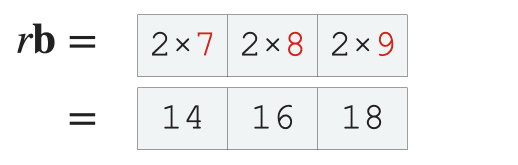 rb = 2×7 2×8 2×9
= 14 16 18